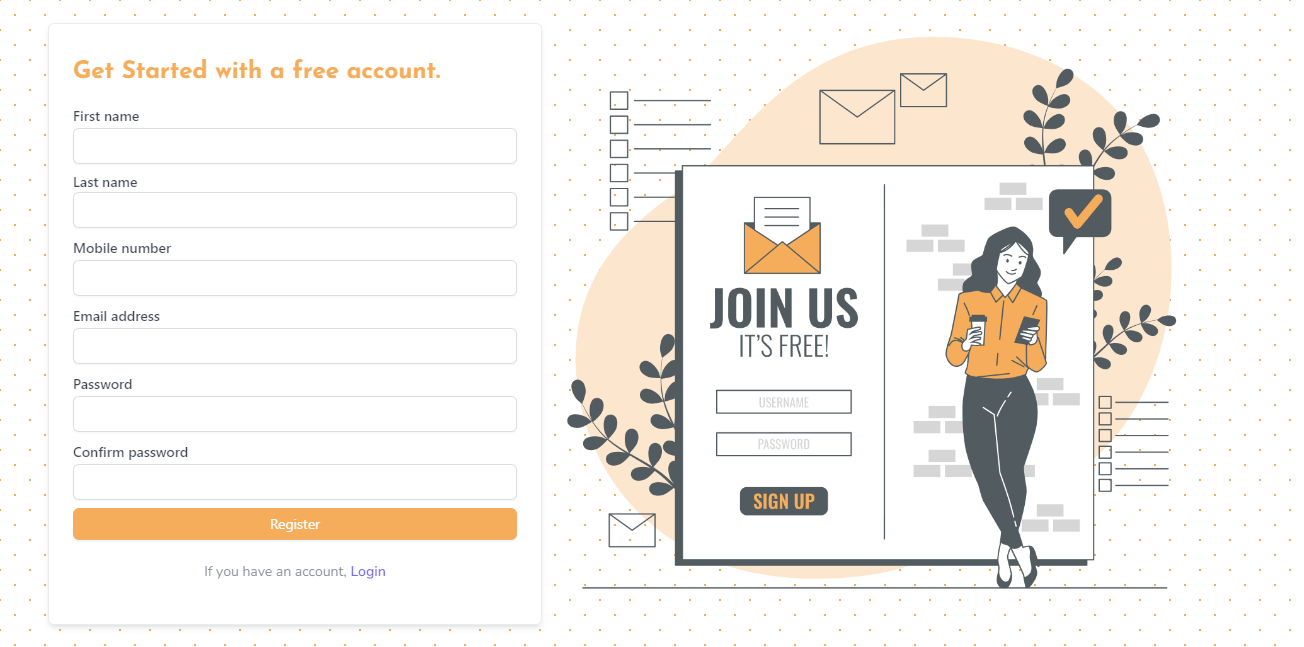 Get Started with a free account.
First name
Last name
Mobile number
Email address
Password
Confirm password
Register
If you have an account, Login
JOIN US
IT'S FREE!
USERNAME
PASSWORD
SIGN UP